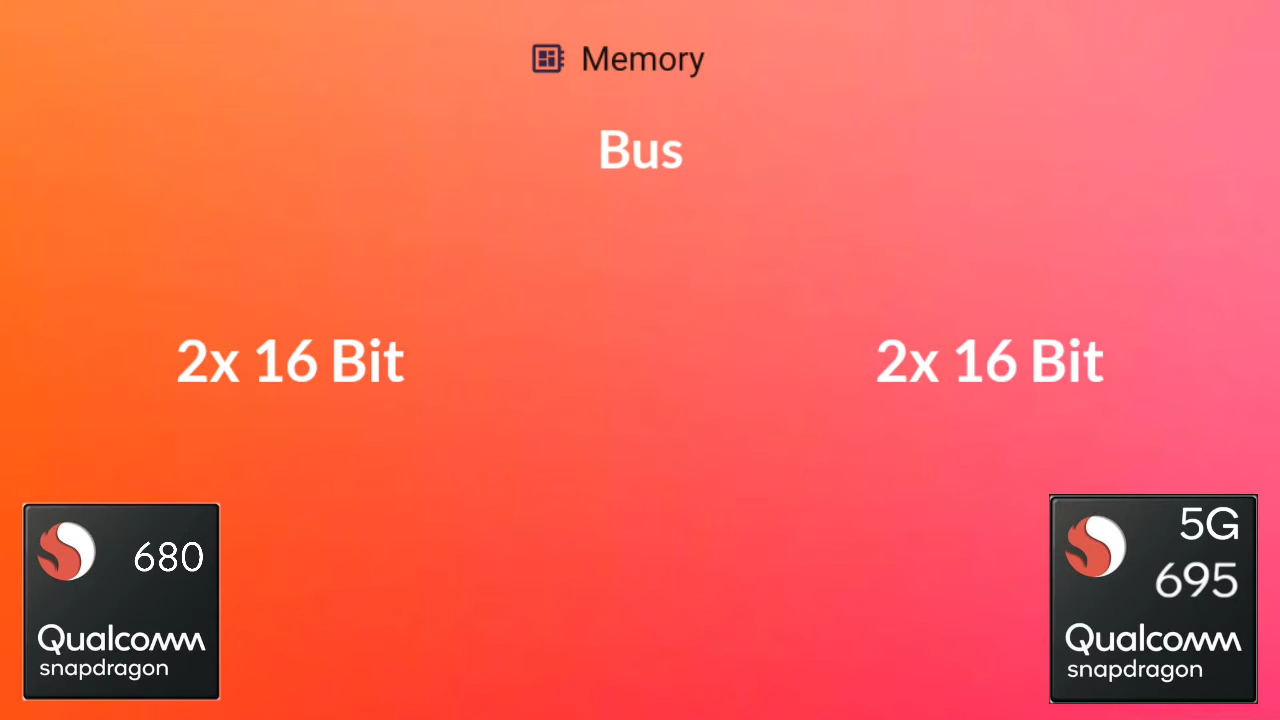 Memory
Bus
2x 16 Bit
2x 16 Bit
680
Qualcomm
snapdragon
5G
695
Qualcomm
snapdragon